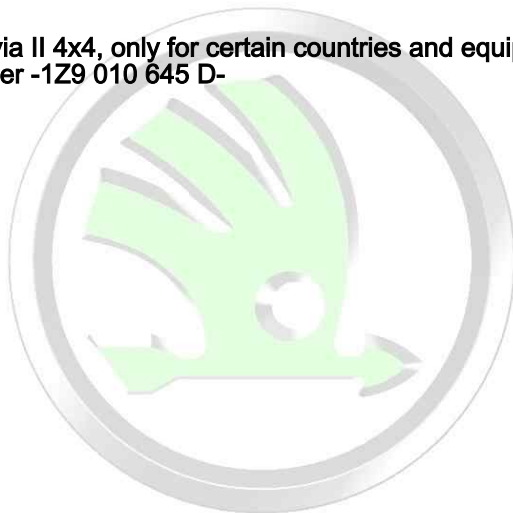 via II 4x4, only for certain countries and equip
er -1Z9 010 645 D-